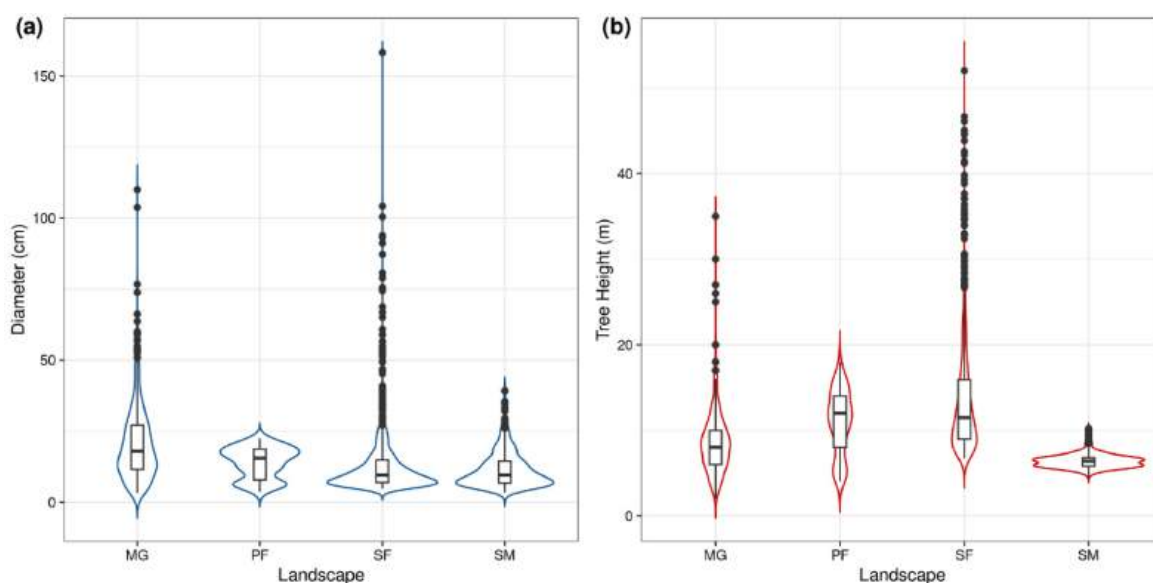 (a)
150
100
50
0
Diameter (cm)
MG PF SF SM
Landscape
(b)
40
20
0
Tree Height (m)
MG PF SF SM
Landscape